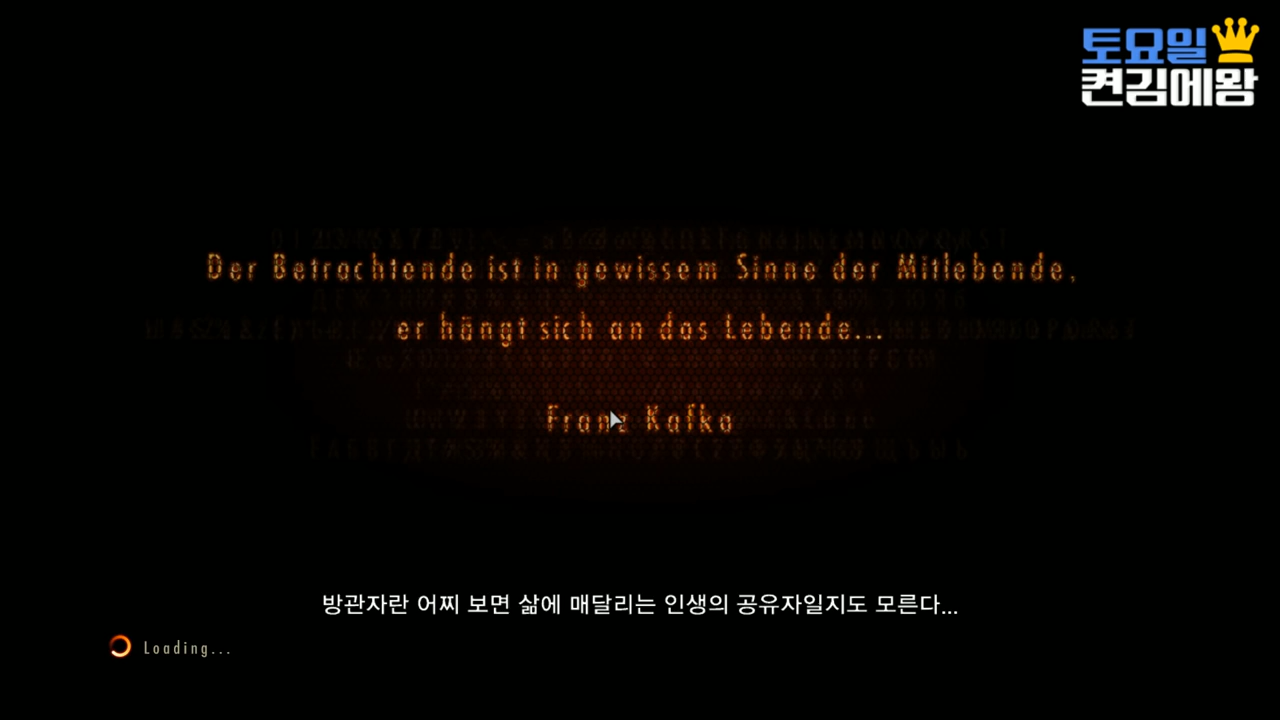 토요일
켠김에왕
Der Betrachtende ist in gewissem Sinne der Mitlebende,
er hängt sich an das Lebende...
Franz Kafka
방관자란 어찌 보면 삶에 매달리는 인생의 공유자일지도 모른다...
Loading...